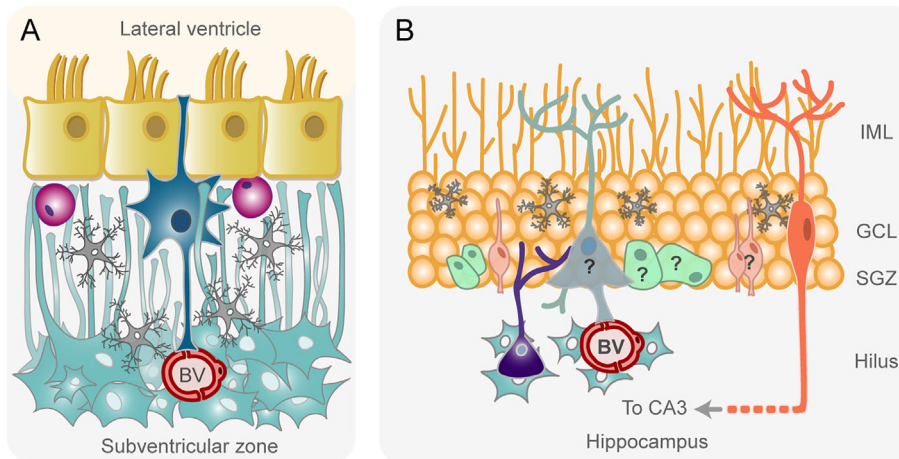 A
Lateral ventricle
BV
Subventricular zone
B
IML
GCL
SGZ
?
?
?
?
BV
Hilus
To CA3
Hippocampus